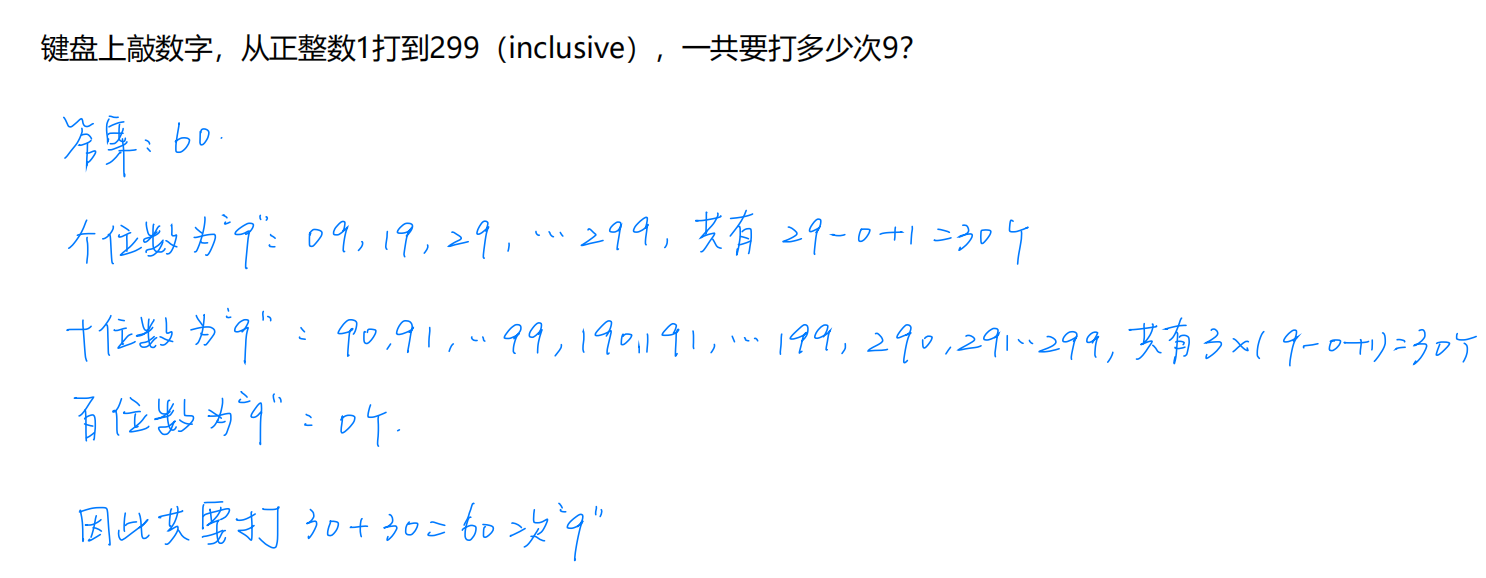 键盘上敲数字，从正整数1打到299（inclusive），一共要打多少次9？
答案：60.
个位数为"9"：09, 19, 29, … 299, 共有 29-0+1=30个
十位数为"9"：90,91,..99, 190,191,…199, 290,291…299, 共有3×(9-0+1)=30个
百位数为"9"：0个.
因此共要打 30+30=60次"9"